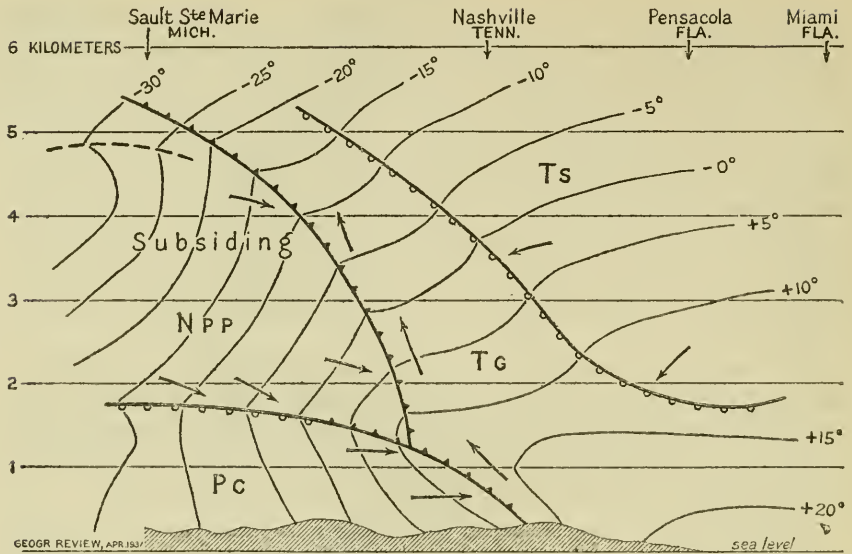 Sault Ste Marie
MICH.
Nashville
TENN.
Pensacola
FLA.
Miami
FLA.
6 KILOMETERS
-30°
-25°
-20°
-15°
-10°
-5°
-0°
5
Ts
4
+5°
Subsiding
3
+10°
NPP
TG
2
+15°
1
Pc
+20°
GEOGR REVIEW, APR. 193
sea level